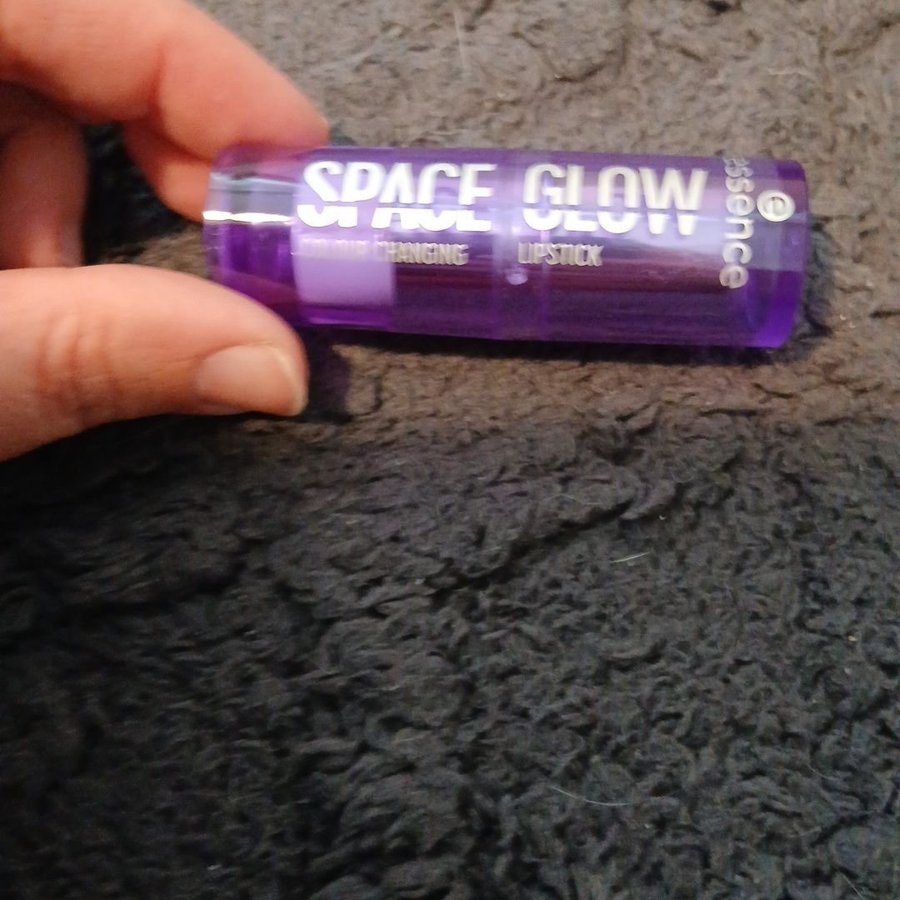 SPACE GLOW
COLOUR CHANGING LIPSTICK
essence
e